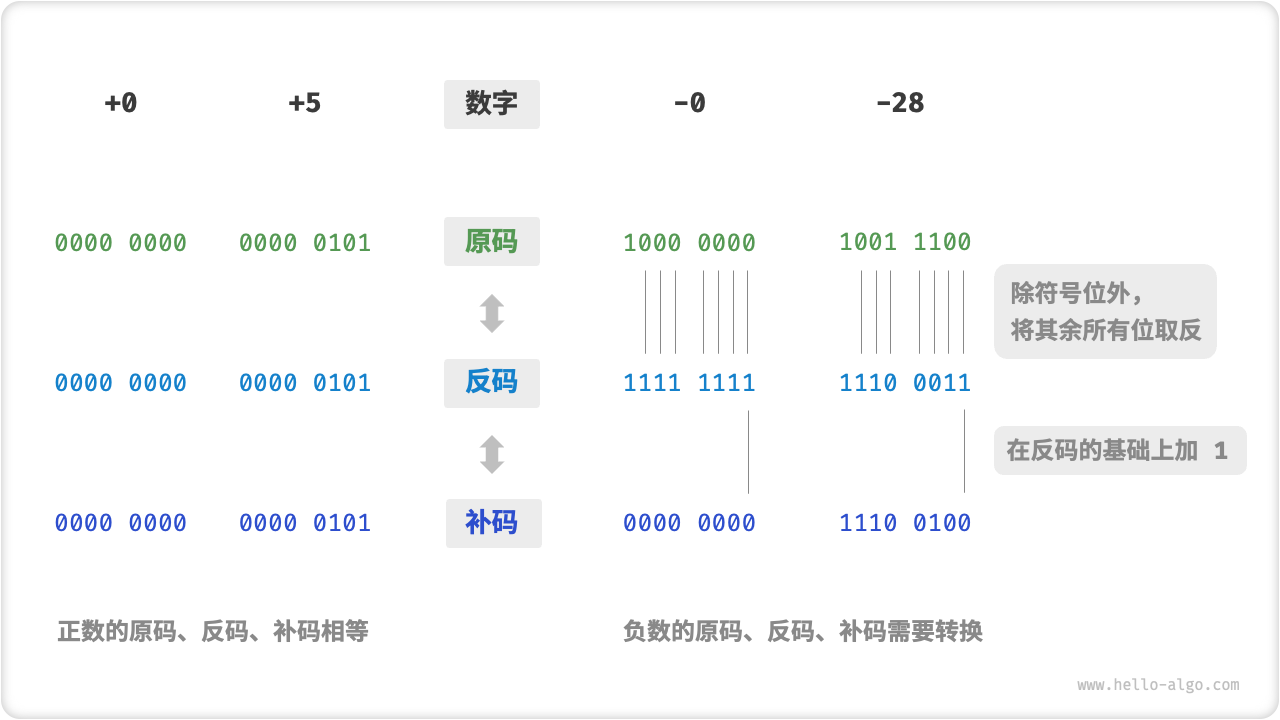 +0 +5 数字 -0 -28
0000 0000 0000 0101 原码 1000 0000 1001 1100
除符号位外，
将其余所有位取反
0000 0000 0000 0101 反码 1111 1111 1110 0011
在反码的基础上加 1
0000 0000 0000 0101 补码 0000 0000 1110 0100
正数的原码、反码、补码相等 负数的原码、反码、补码需要转换
www.hello-algo.com